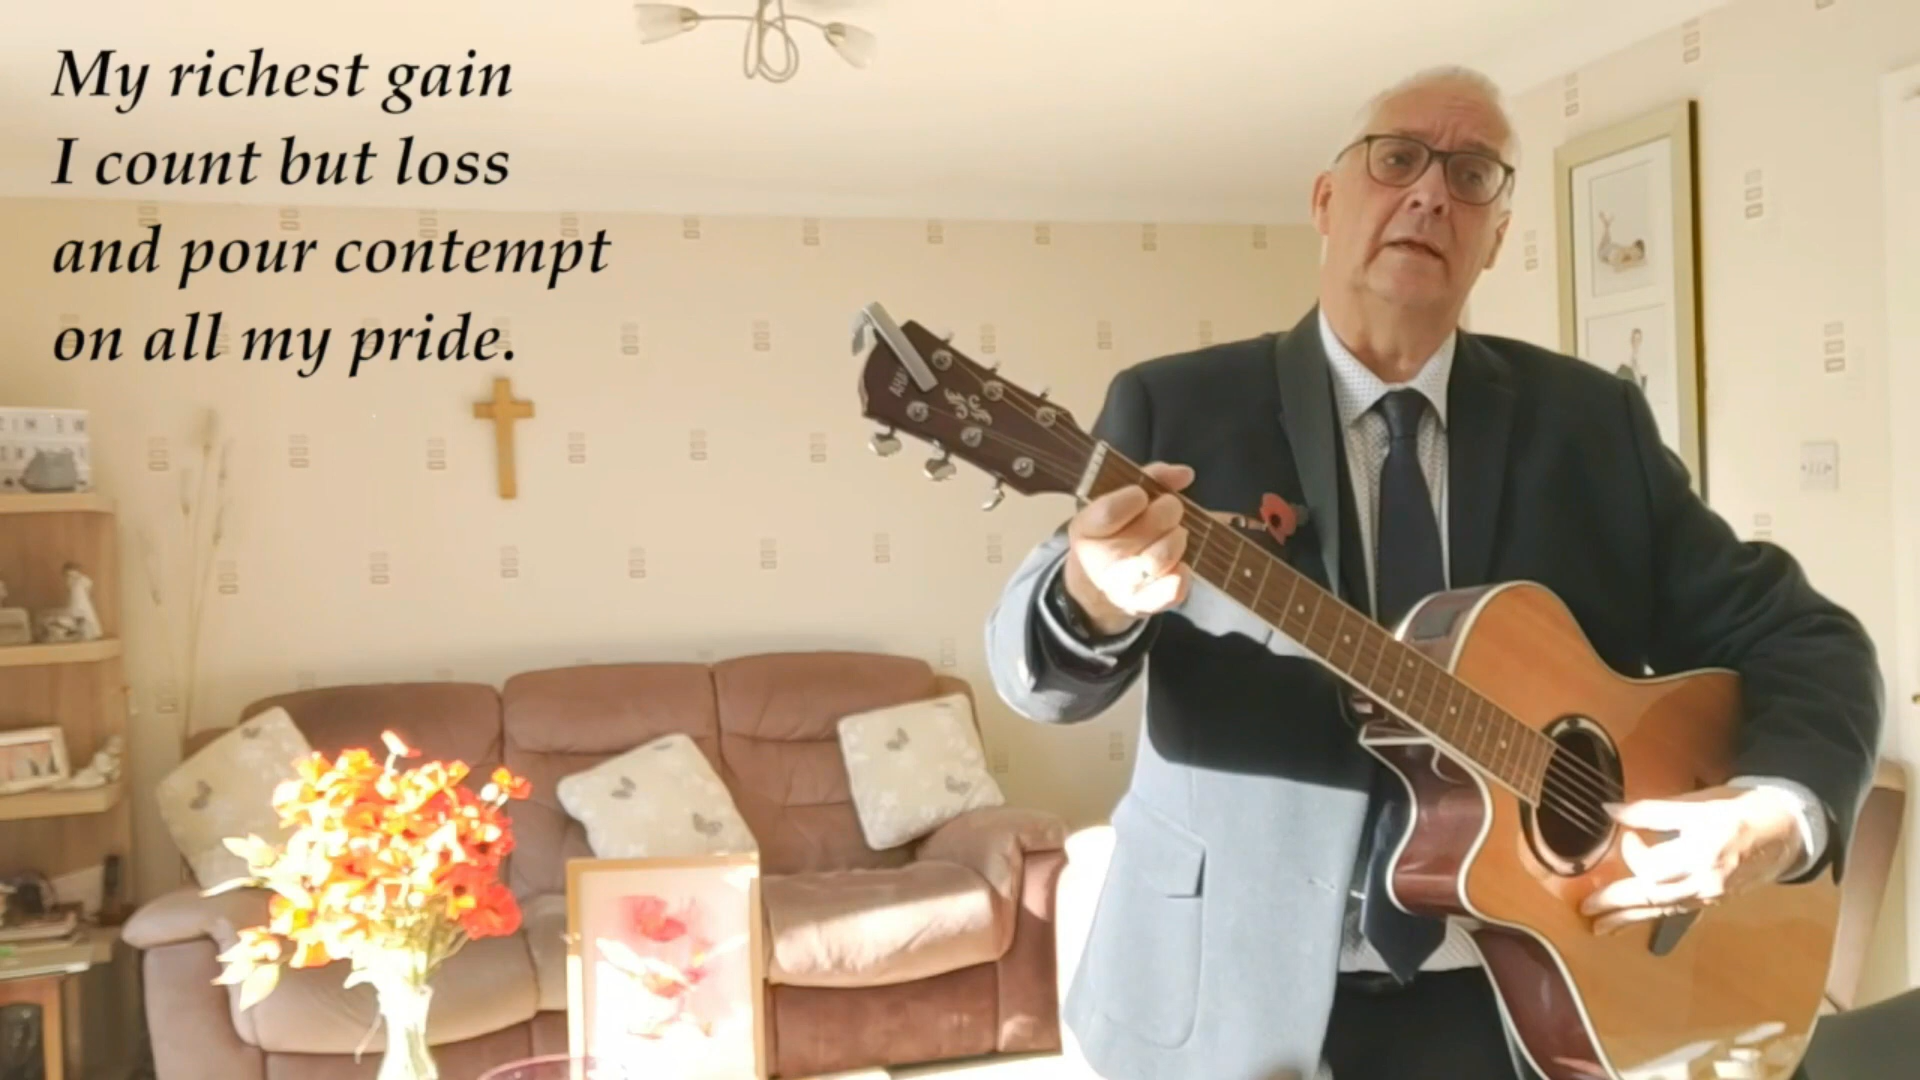 My richest gain
I count but loss
and pour contempt
on all my pride.